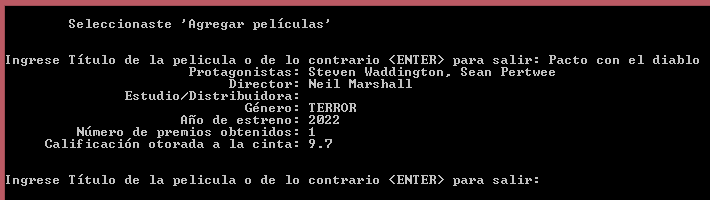 Seleccionaste 'Agregar películas'
Ingrese Título de la pelicula o de lo contrario <ENTER> para salir: Pacto con el diablo
Protagonistas: Steven Waddington, Sean Pertwee
Director: Neil Marshall
Estudio/Distribuidora:
Género: TERROR
Año de estreno: 2022
Número de premios obtenidos: 1
Calificación otorada a la cinta: 9.7
Ingrese Título de la pelicula o de lo contrario <ENTER> para salir: